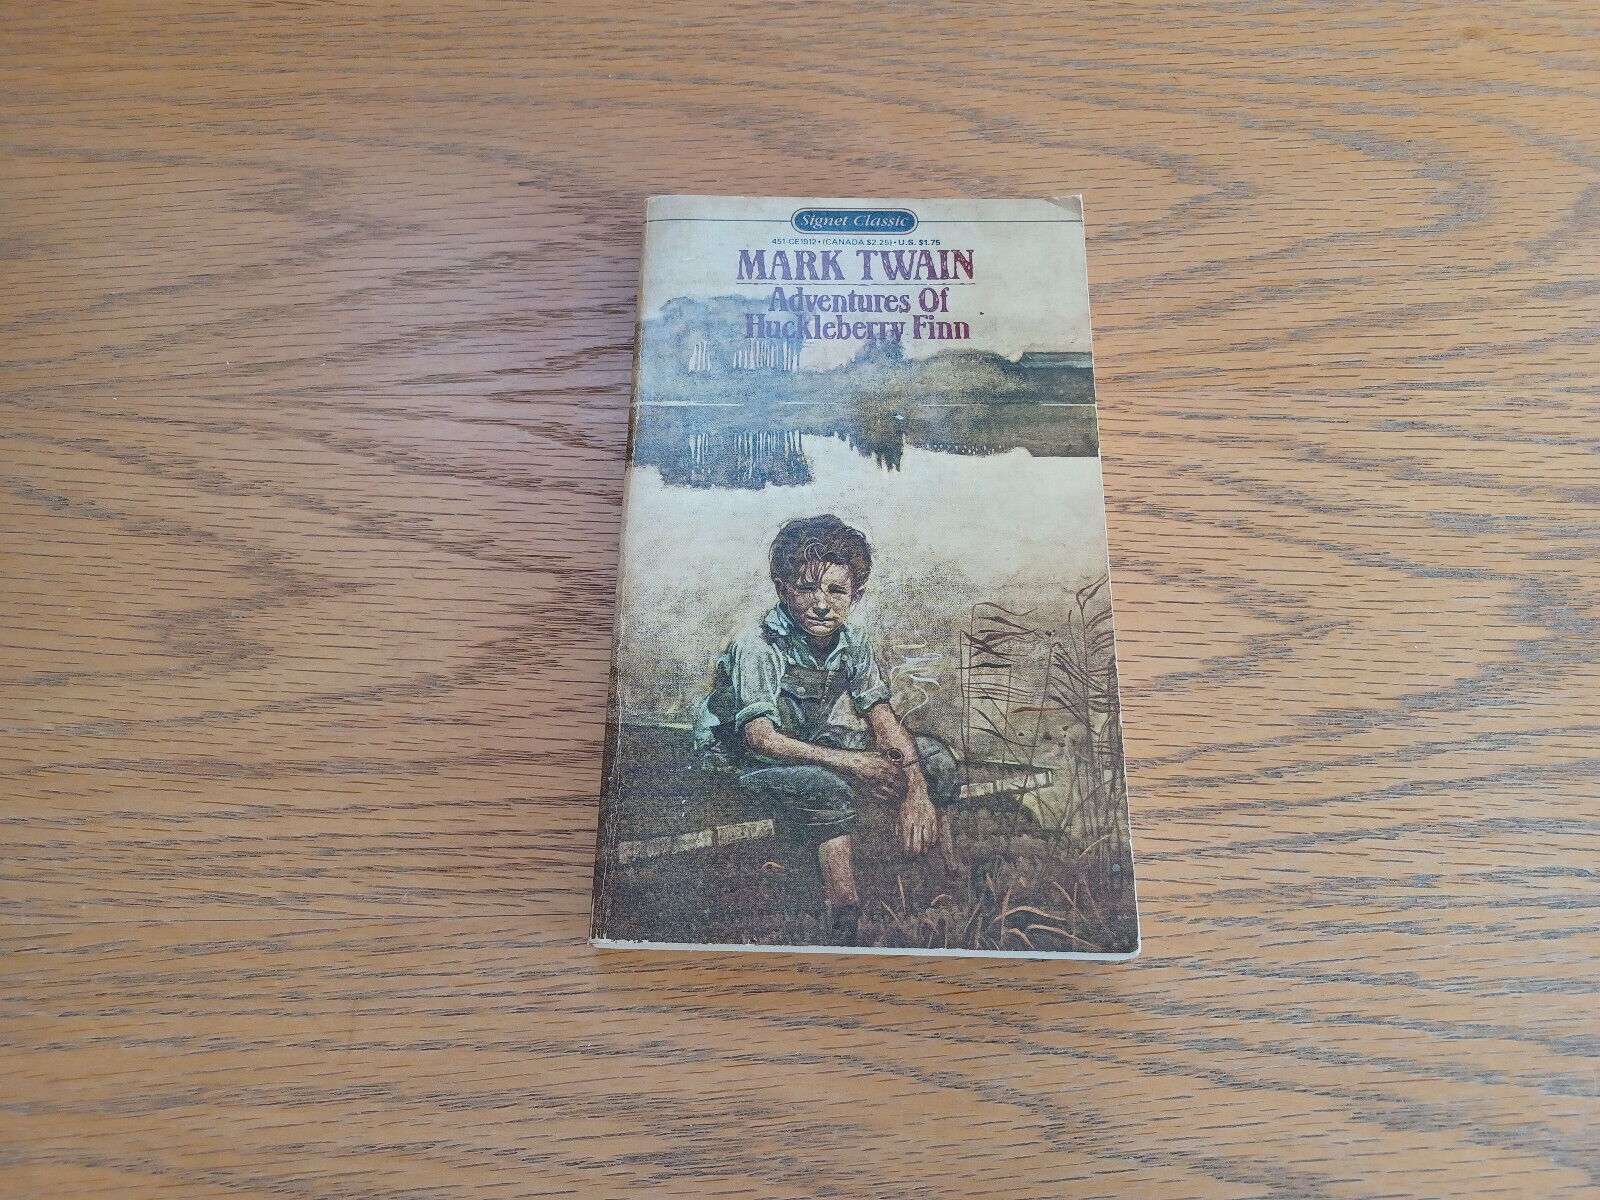 Signet Classic
451-CE1912 • (CANADA $2.25) • U.S. $1.75
MARK TWAIN
Adventures Of
Huckleberry Finn